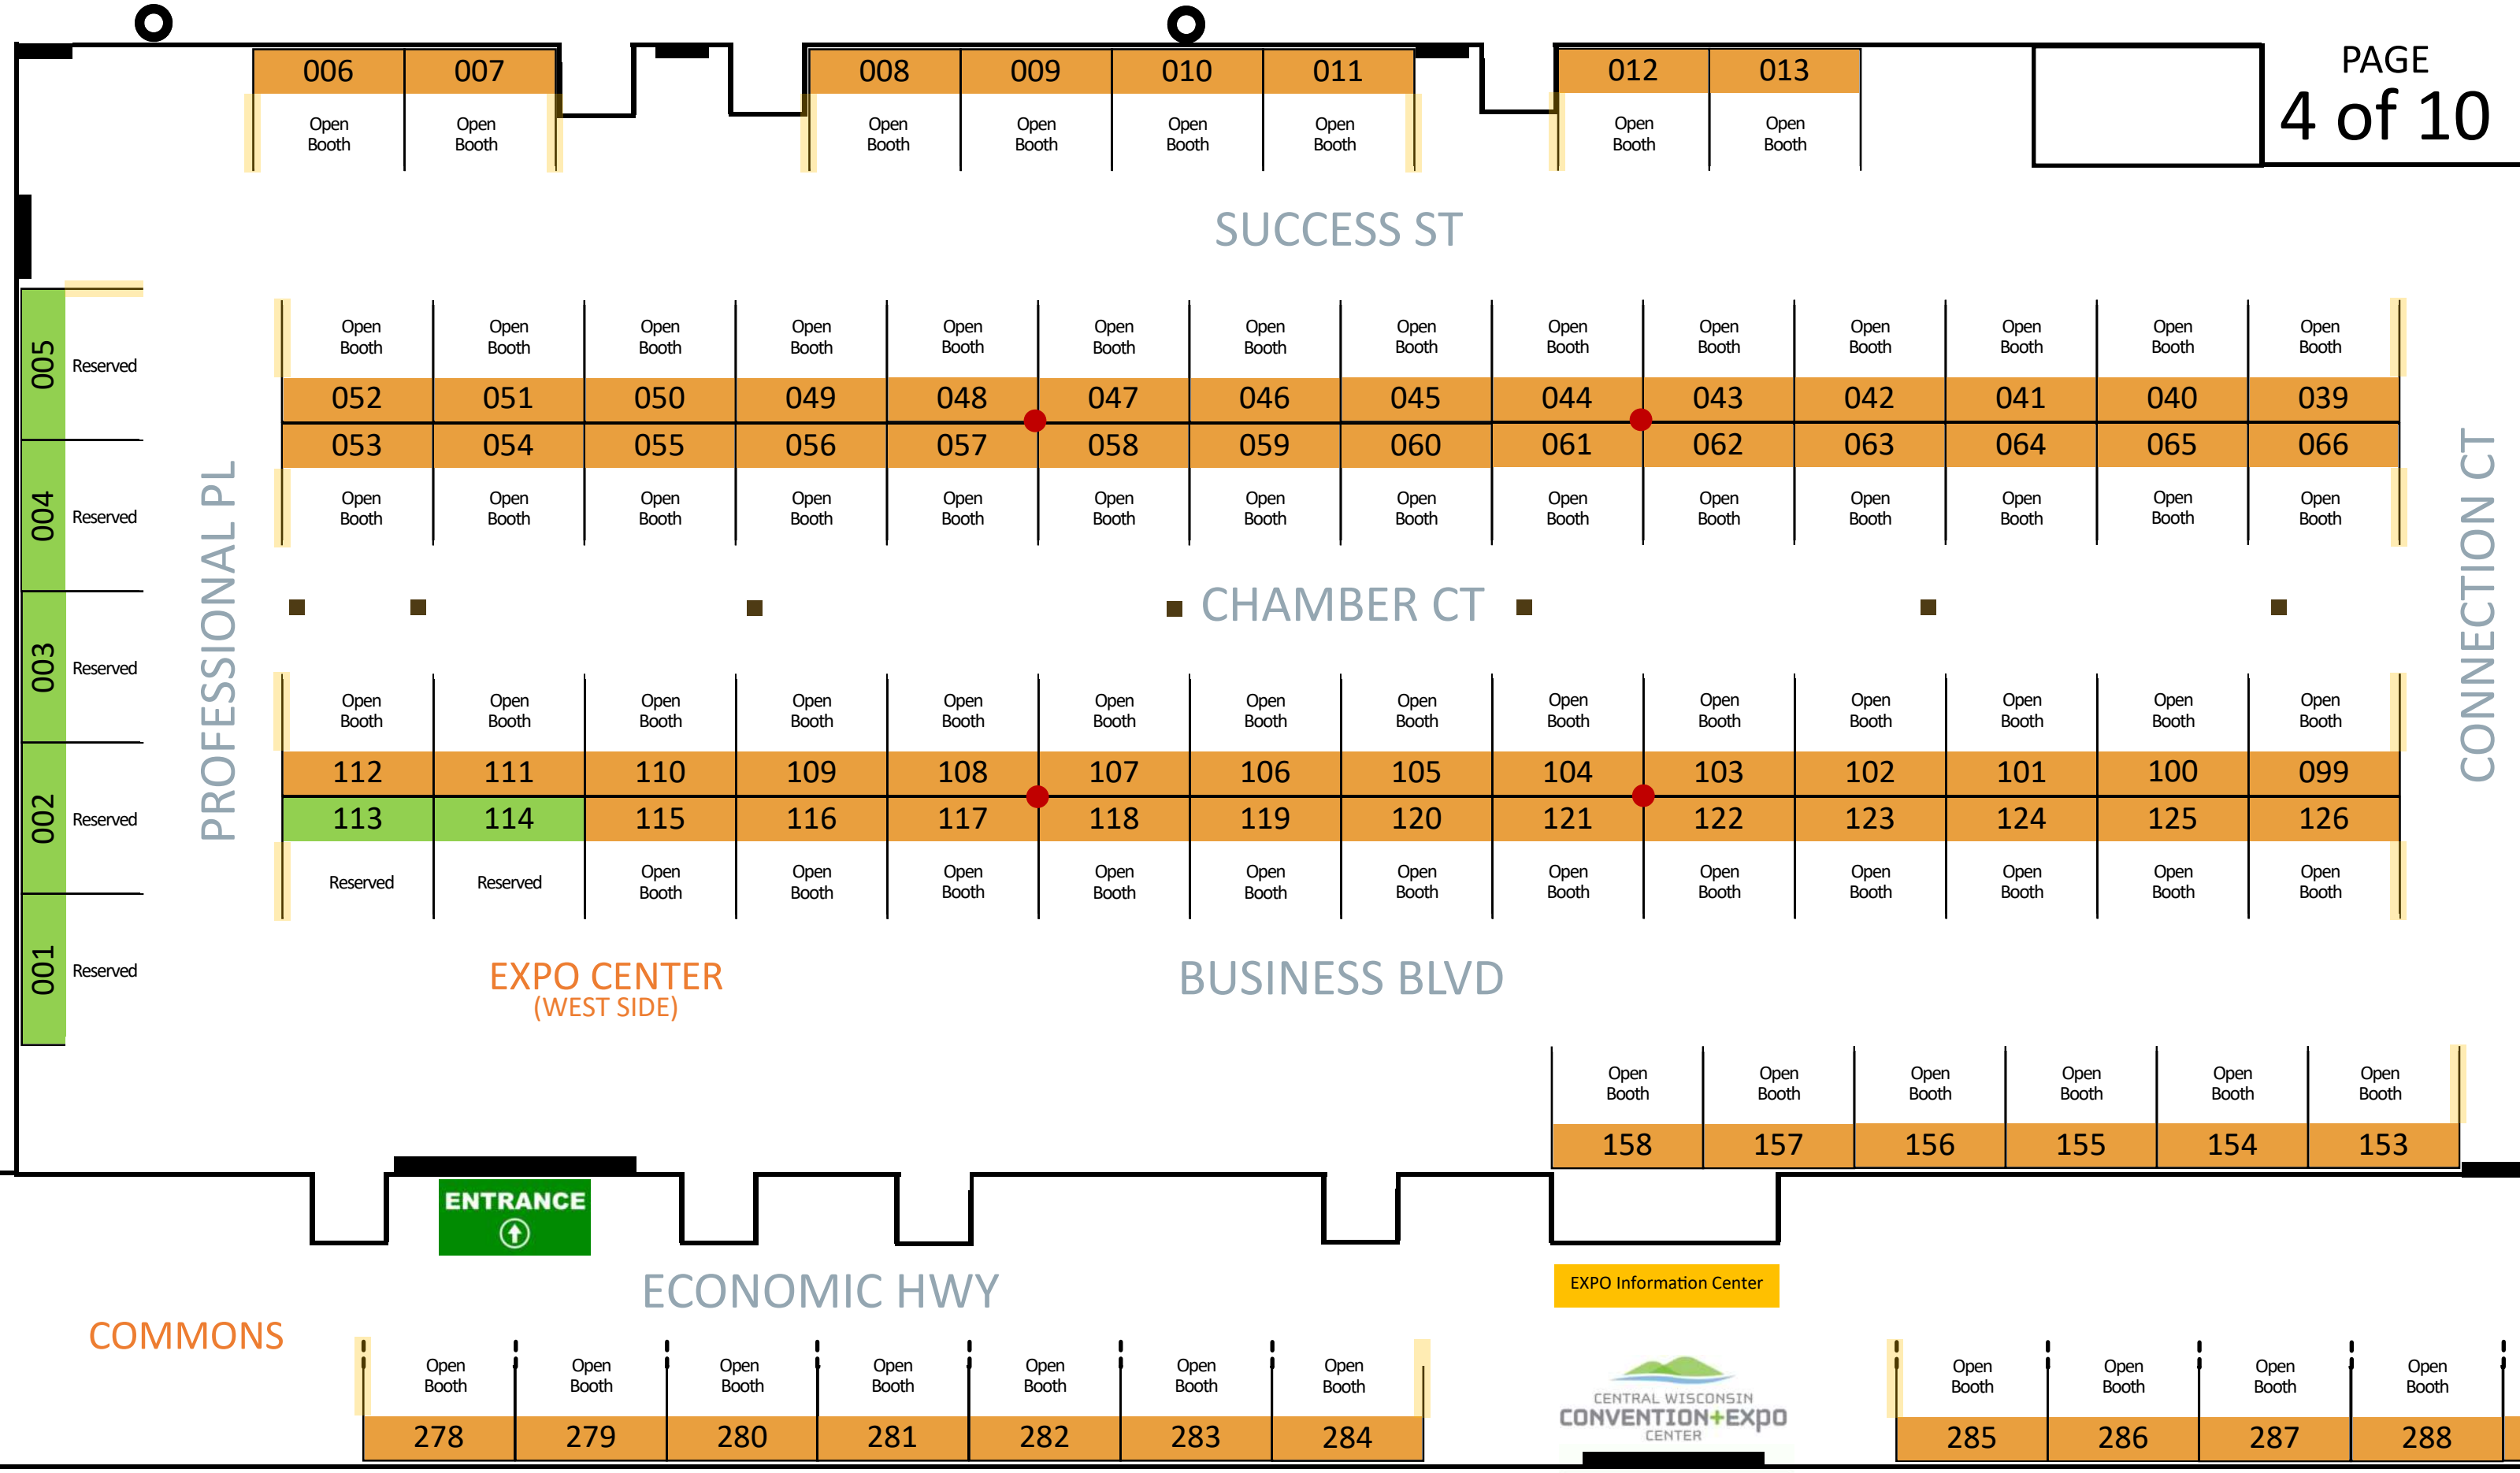 PAGE
4 of 10
006 007 008 009 010 011 012 013
Open Open Open Open Open Open Open Open
Booth Booth Booth Booth Booth Booth Booth Booth
SUCCESS ST
Open Open Open Open Open Open Open Open Open Open Open Open Open Open
Booth Booth Booth Booth Booth Booth Booth Booth Booth Booth Booth Booth Booth Booth
005 Reserved
052 051 050 049 048 047 046 045 044 043 042 041 040 039
053 054 055 056 057 058 059 060 061 062 063 064 065 066
Open Open Open Open Open Open Open Open Open Open Open Open Open Open
Booth Booth Booth Booth Booth Booth Booth Booth Booth Booth Booth Booth Booth Booth
004 Reserved
PROFESSIONAL PL
CHAMBER CT
CONNECTION CT
003 Reserved
Open Open Open Open Open Open Open Open Open Open Open Open Open Open
Booth Booth Booth Booth Booth Booth Booth Booth Booth Booth Booth Booth Booth Booth
112 111 110 109 108 107 106 105 104 103 102 101 100 099
002 Reserved
113 114 115 116 117 118 119 120 121 122 123 124 125 126
Reserved Reserved Open Open Open Open Open Open Open Open Open Open Open Open
Booth Booth Booth Booth Booth Booth Booth Booth Booth Booth Booth Booth
001 Reserved
EXPO CENTER
(WEST SIDE)
BUSINESS BLVD
Open Open Open Open Open Open
Booth Booth Booth Booth Booth Booth
158 157 156 155 154 153
ENTRANCE
ECONOMIC HWY
EXPO Information Center
COMMONS
Open Open Open Open Open Open Open
Booth Booth Booth Booth Booth Booth Booth
278 279 280 281 282 283 284
CENTRAL WISCONSIN
CONVENTION+EXPO
CENTER
Open Open Open Open
Booth Booth Booth Booth
285 286 287 288